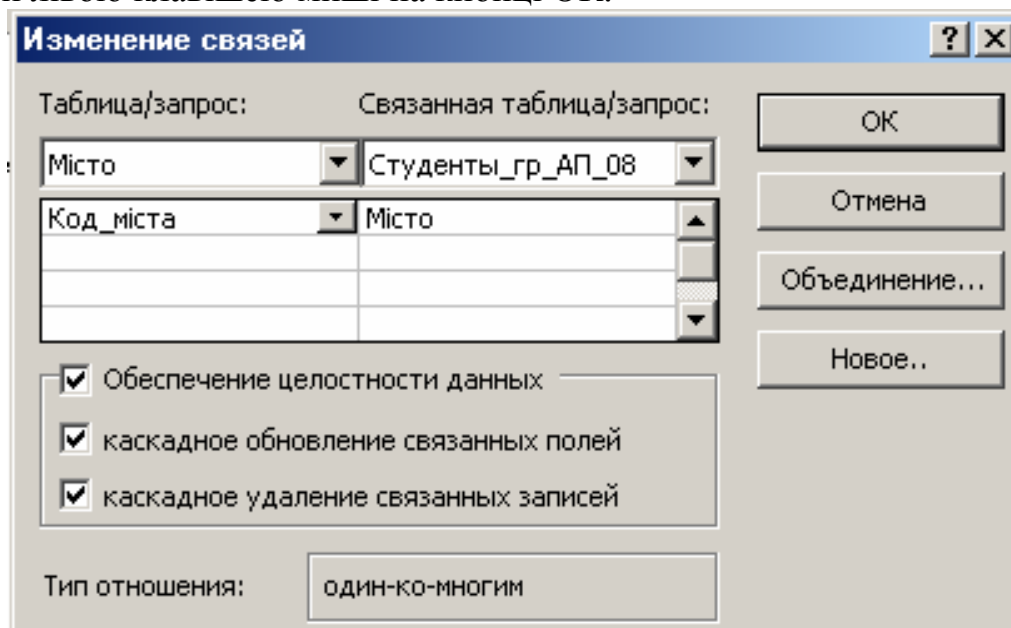 Изменение связей
Таблица/запрос: Связанная таблица/запрос:
ОК
Місто Студенты_гр_АП_08
Отмена
Код_міста Місто
Объединение...
Новое..
Обеспечение целостности данных
каскадное обновление связанных полей
каскадное удаление связанных записей
Тип отношения: один-ко-многим